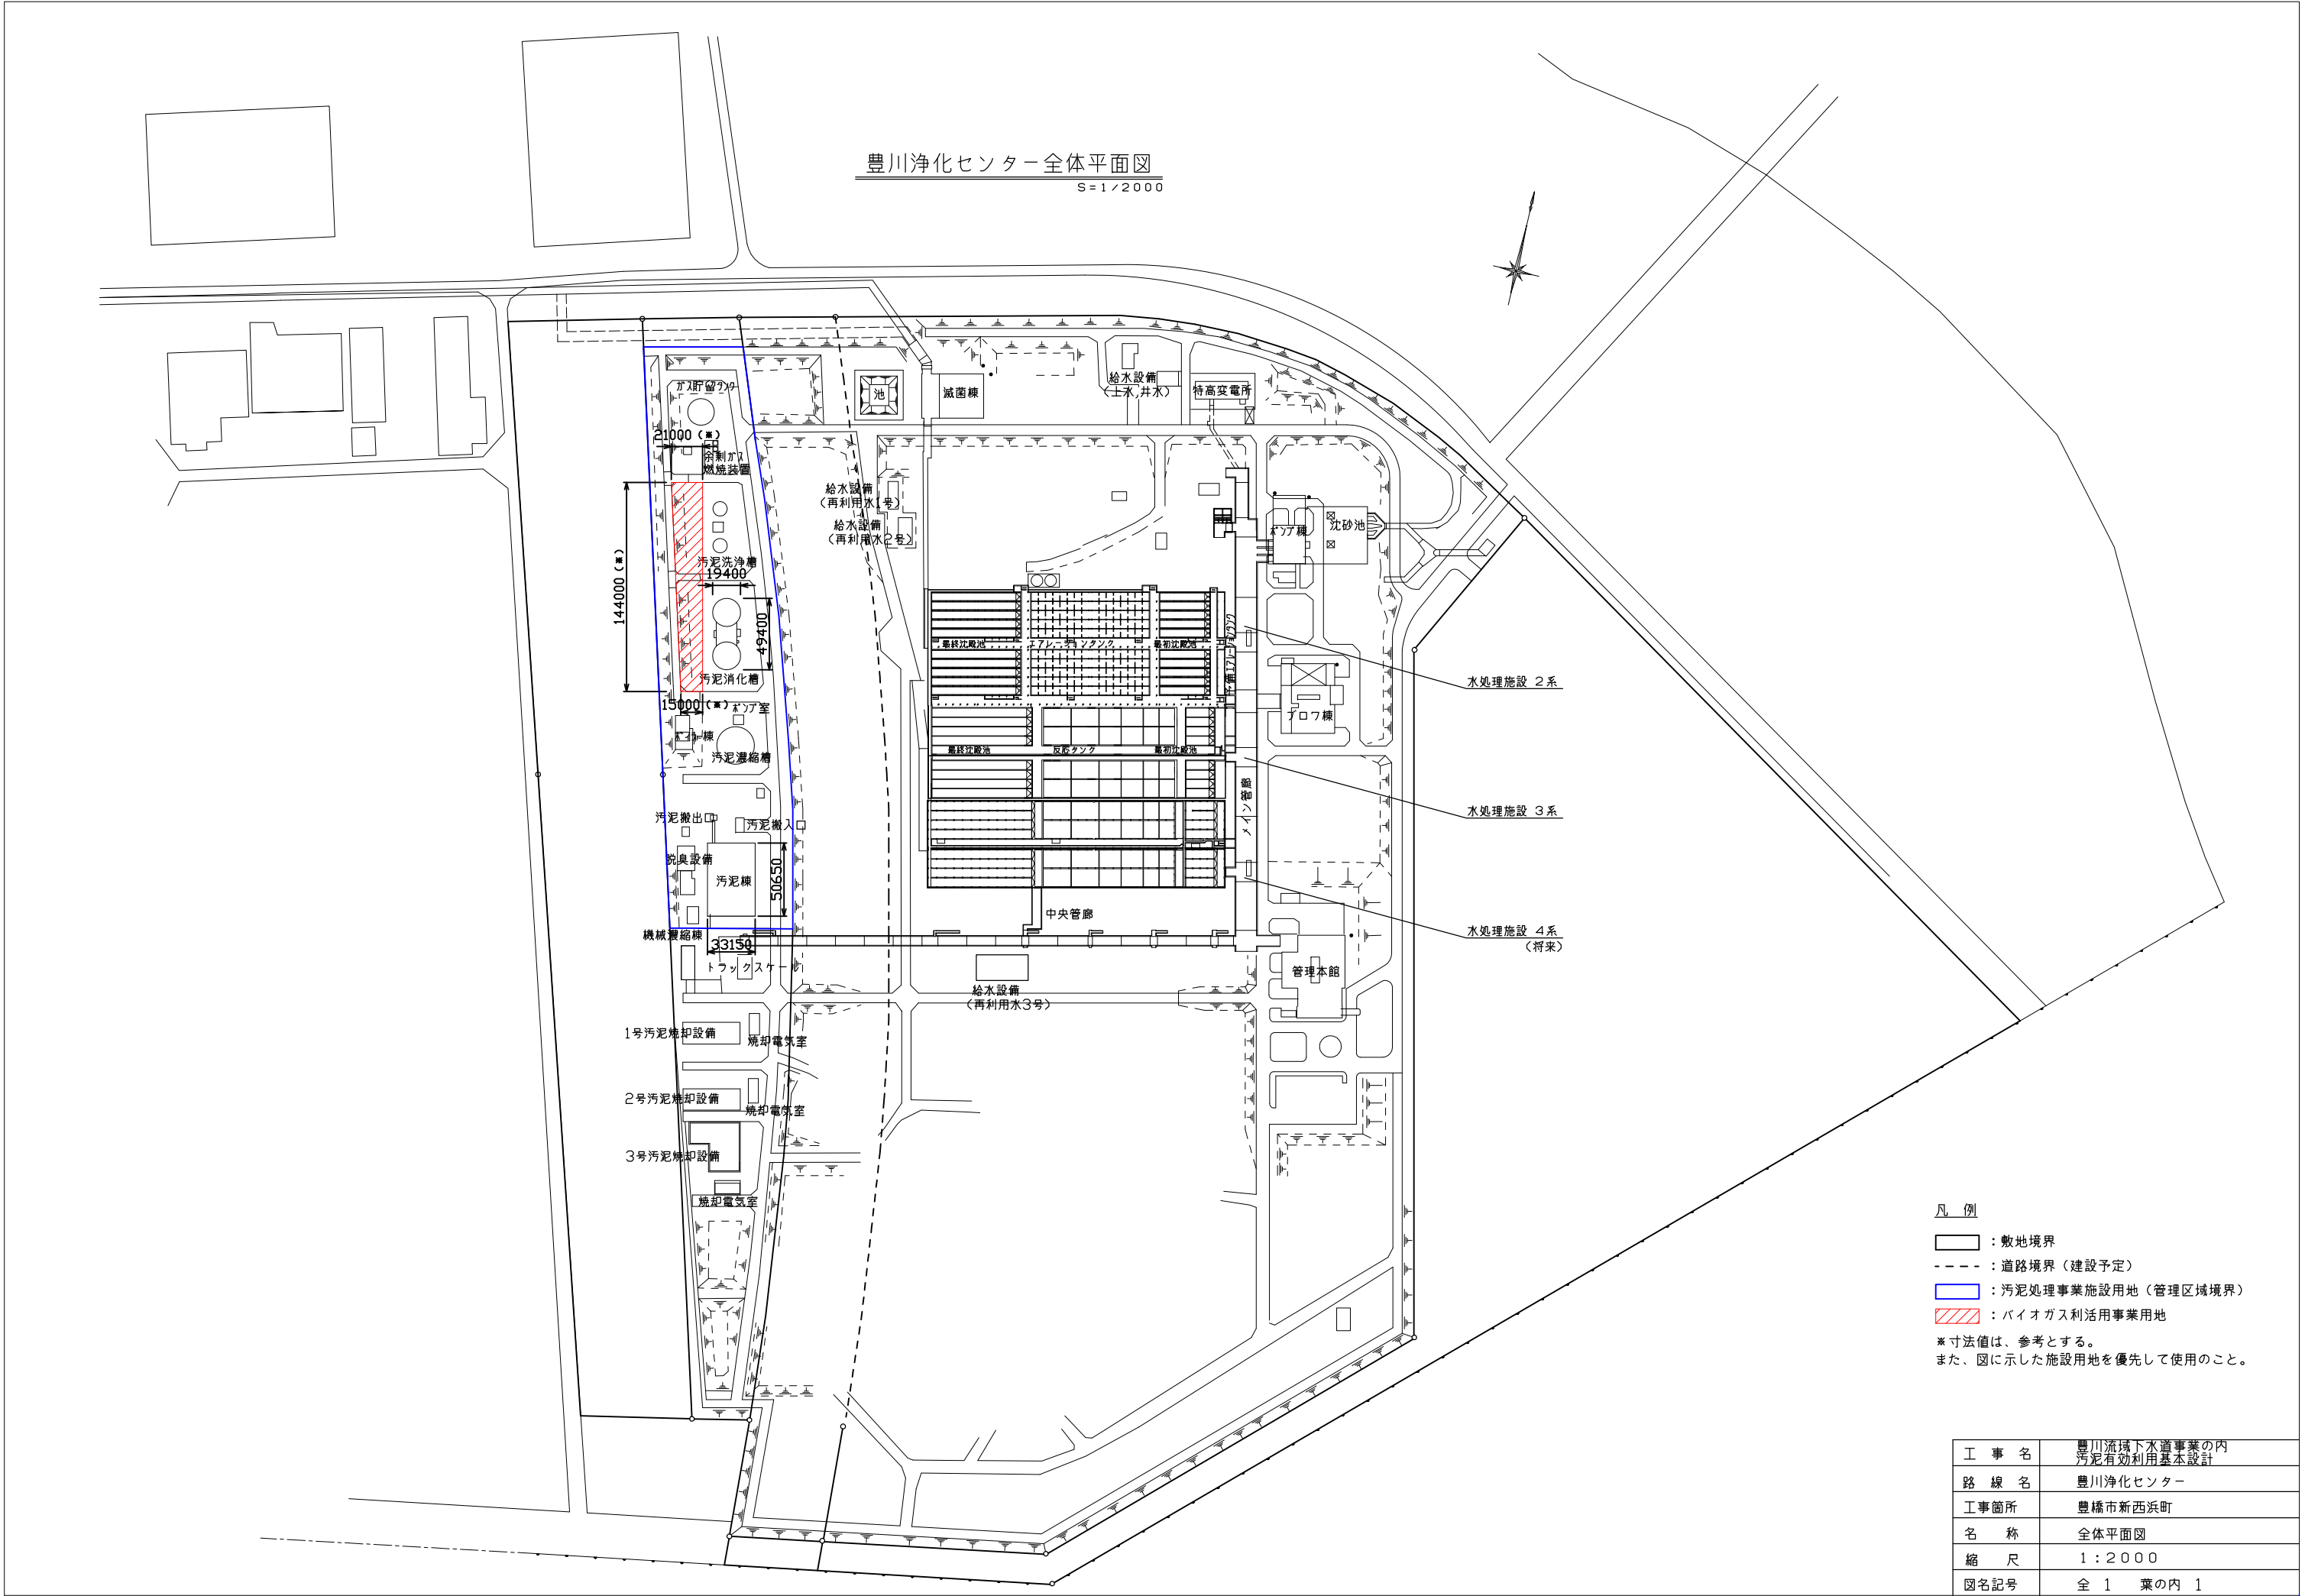 豊川浄化センター全体平面図
S=1/2000
ガス貯留タンク
池
滅菌棟
給水設備
(上水,井水)
特高変電所
21000(※)
余剰ガス
燃焼装置
給水設備
(再利用水1号)
給水設備
(再利用水2号)
ポンプ棟
沈砂池
144000(※)
汚泥洗浄槽
19400
49400
汚泥消化槽
最終沈殿池
エアレーションタンク
最初沈殿池
予備エアレーションタンク
水処理施設 2系
15000(※)
ポンプ室
ブロワ棟
汚泥濃縮槽
最終沈殿池
反応タンク
最初沈殿池
メイン管廊
水処理施設 3系
汚泥搬出口
汚泥搬入口
脱臭設備
汚泥棟
50650
中央管廊
水処理施設 4系
(将来)
機械濃縮棟
33150
トラックスケール
管理本館
給水設備
(再利用水3号)
1号汚泥焼却設備
焼却電気室
2号汚泥焼却設備
焼却電気室
3号汚泥焼却設備
焼却電気室
凡 例
:敷地境界
:道路境界(建設予定)
:汚泥処理事業施設用地(管理区域境界)
:バイオガス利活用事業用地
※寸法値は、参考とする。
また、図に示した施設用地を優先して使用のこと。
工 事 名 豊川流域下水道事業の内
汚泥有効利用基本設計
路 線 名 豊川浄化センター
工事箇所 豊橋市新西浜町
名 称 全体平面図
縮 尺 1:2000
図名記号 全 1 葉の内 1